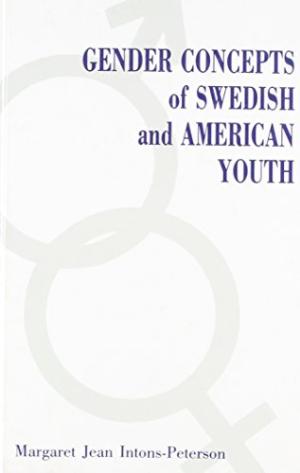 GENDER CONCEPTS
of SWEDISH
and AMERICAN
YOUTH
Margaret Jean Intons-Peterson